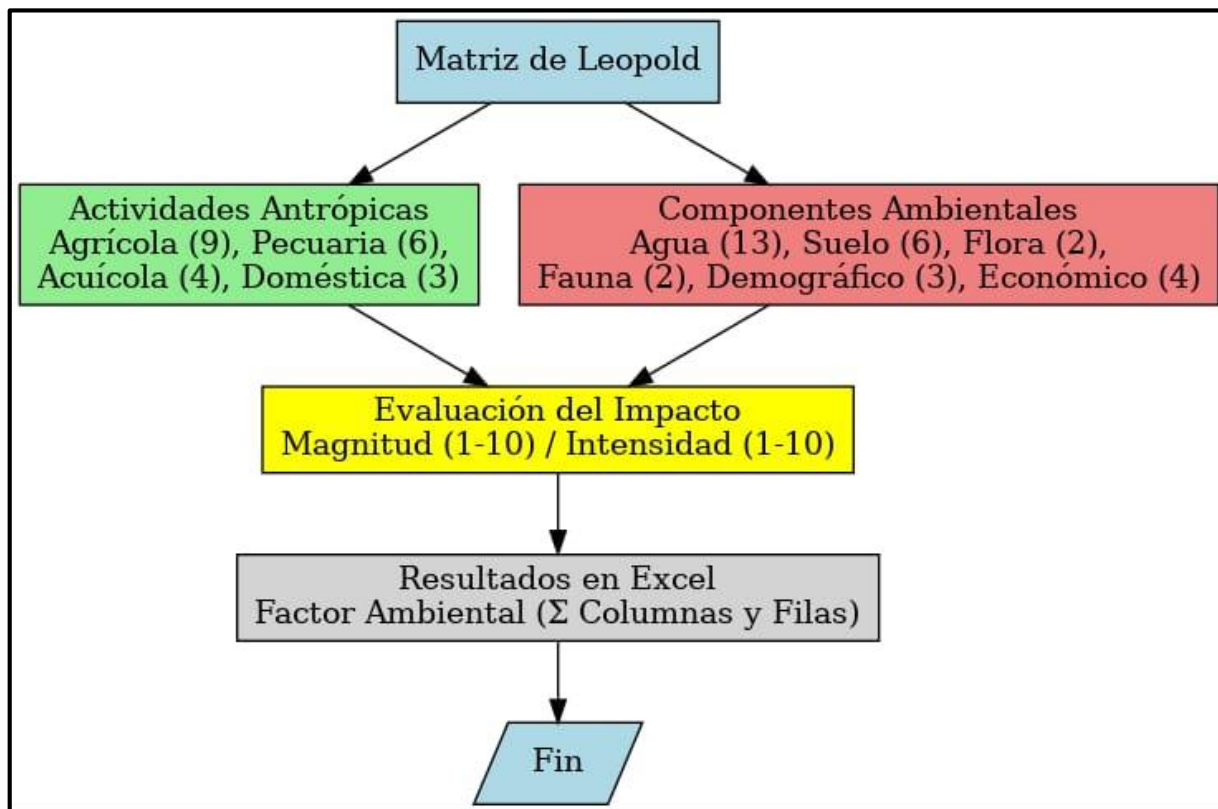 Matriz de Leopold
Actividades Antrópicas
Agrícola (9), Pecuaria (6),
Acuícola (4), Doméstica (3)
Componentes Ambientales
Agua (13), Suelo (6), Flora (2),
Fauna (2), Demográfico (3), Económico (4)
Evaluación del Impacto
Magnitud (1-10) / Intensidad (1-10)
Resultados en Excel
Factor Ambiental (Σ Columnas y Filas)
Fin